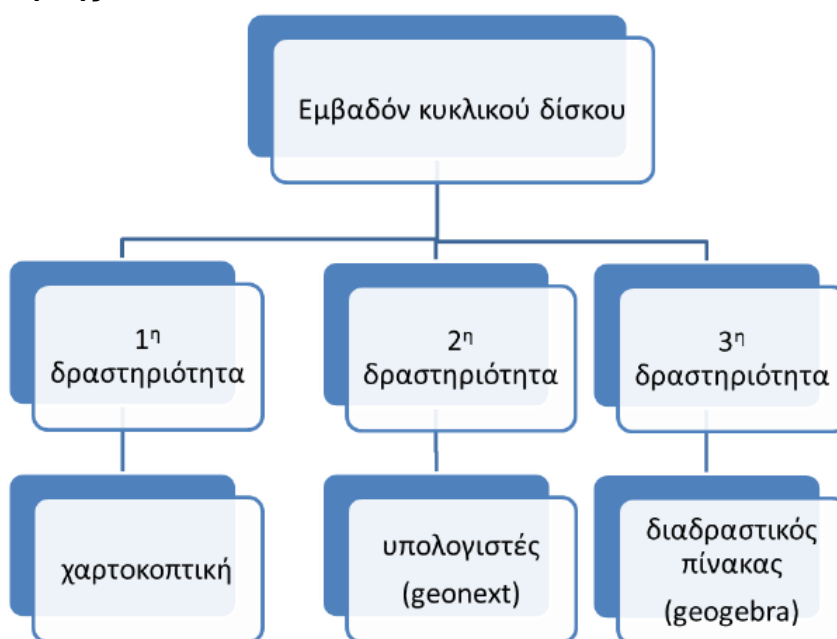 Εμβαδόν κυκλικού δίσκου
1η
δραστηριότητα
2η
δραστηριότητα
3η
δραστηριότητα
χαρτοκοπτική
υπολογιστές
(geonext)
διαδραστικός
πίνακας
(geogebra)